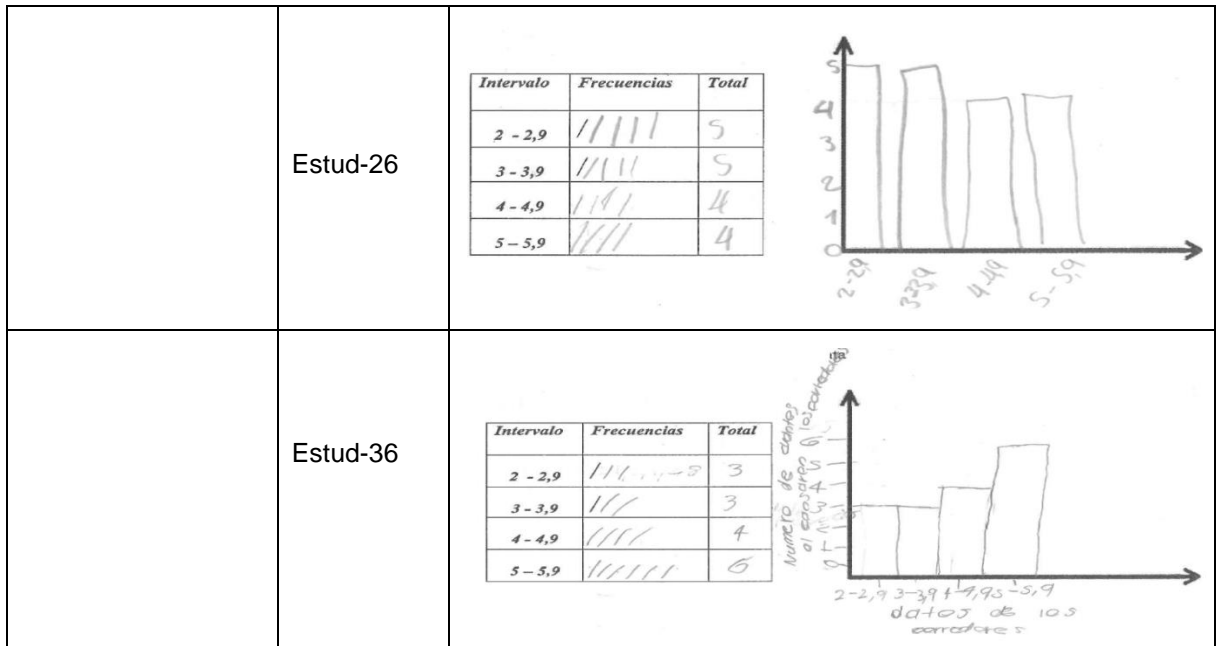 Estud-26
Intervalo Frecuencias Total
2 - 2,9 5
3 - 3,9 5
4 - 4,9 4
5 – 5,9 4
5
4
3
2
1
0
2-2,9
3-3,9
4-4,9
5-5,9
Estud-36
Intervalo Frecuencias Total
2 - 2,9 3
3 - 3,9 3
4 - 4,9 4
5 – 5,9 6
Numero de
los
6
5
4
3
1
0
2-2,9 3-3,9 4-4,9 5-5,9
datos de los
corredores